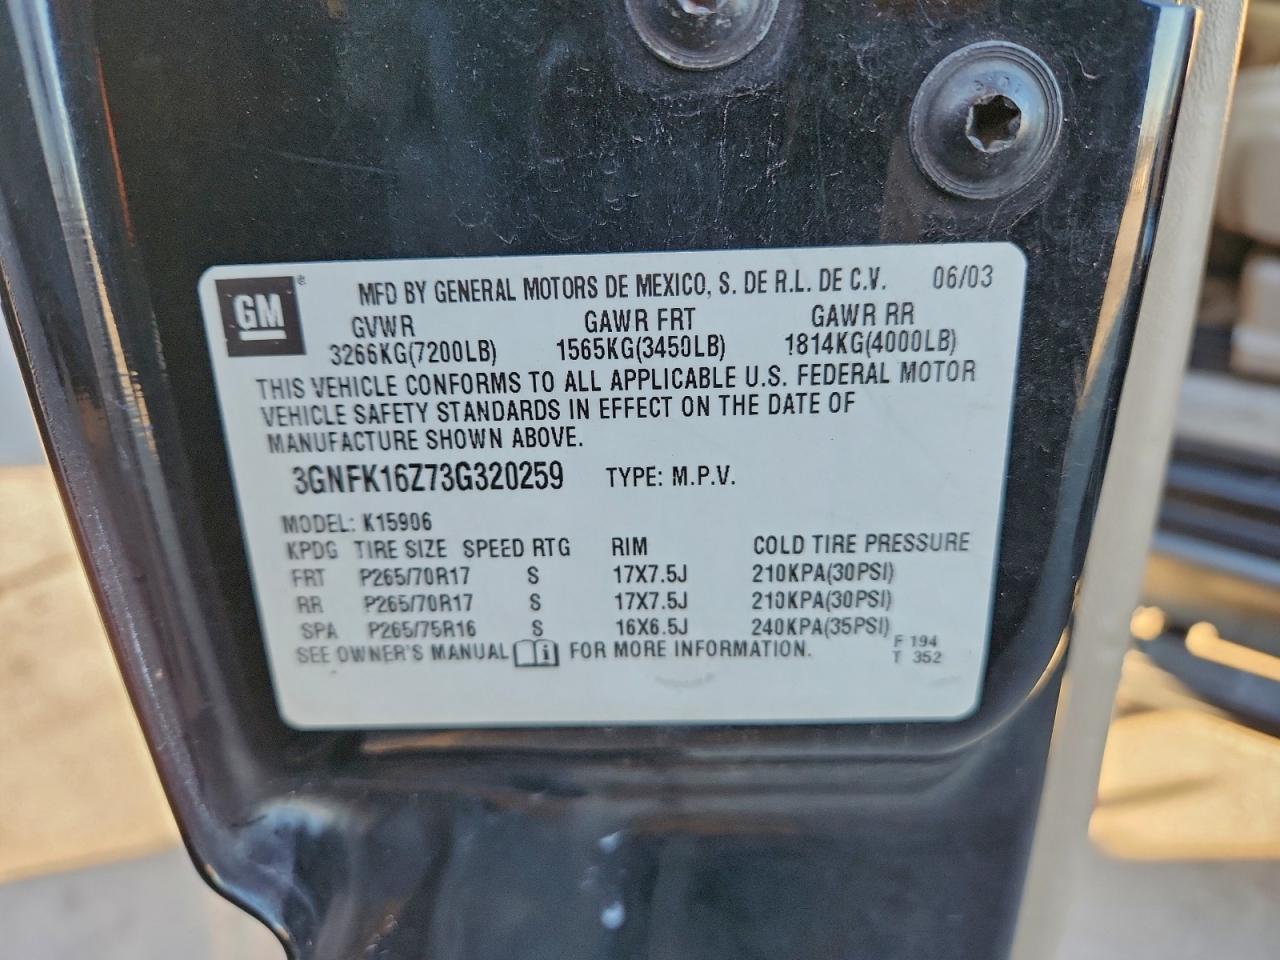 GM ®
MFD BY GENERAL MOTORS DE MEXICO, S. DE R.L. DE C.V. 06/03
GVWR GAWR FRT GAWR RR
3266KG(7200LB) 1565KG(3450LB) 1814KG(4000LB)
THIS VEHICLE CONFORMS TO ALL APPLICABLE U.S. FEDERAL MOTOR
VEHICLE SAFETY STANDARDS IN EFFECT ON THE DATE OF
MANUFACTURE SHOWN ABOVE.
3GNFK16Z73G320259 TYPE: M.P.V.
MODEL: K15906
KPDG TIRE SIZE SPEED RTG RIM COLD TIRE PRESSURE
FRT P265/70R17 S 17X7.5J 210KPA(30PSI)
RR P265/70R17 S 17X7.5J 210KPA(30PSI)
SPA P265/75R16 S 16X6.5J 240KPA(35PSI)
SEE OWNER'S MANUAL i FOR MORE INFORMATION.
F 194
T 352